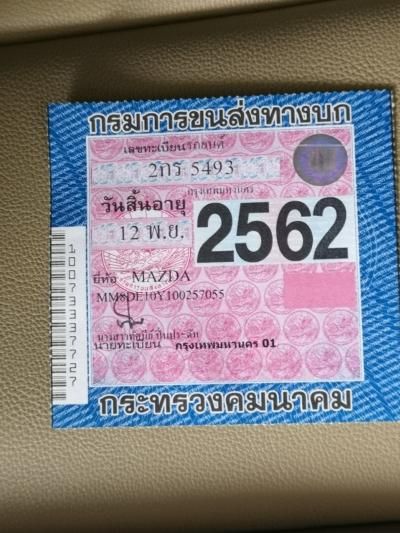 กรมการขนส่งทางบก
เลขทะเบียนรถยนต์
2กร 5493
กรุงเทพมหานคร
วันสิ้นอายุ
12 พ.ย.
2562
ยี่ห้อ MAZDA
MM8DE10Y100257055
นายทะเบียน กรุงเทพมหานคร 01
กระทรวงคมนาคม
10073337727